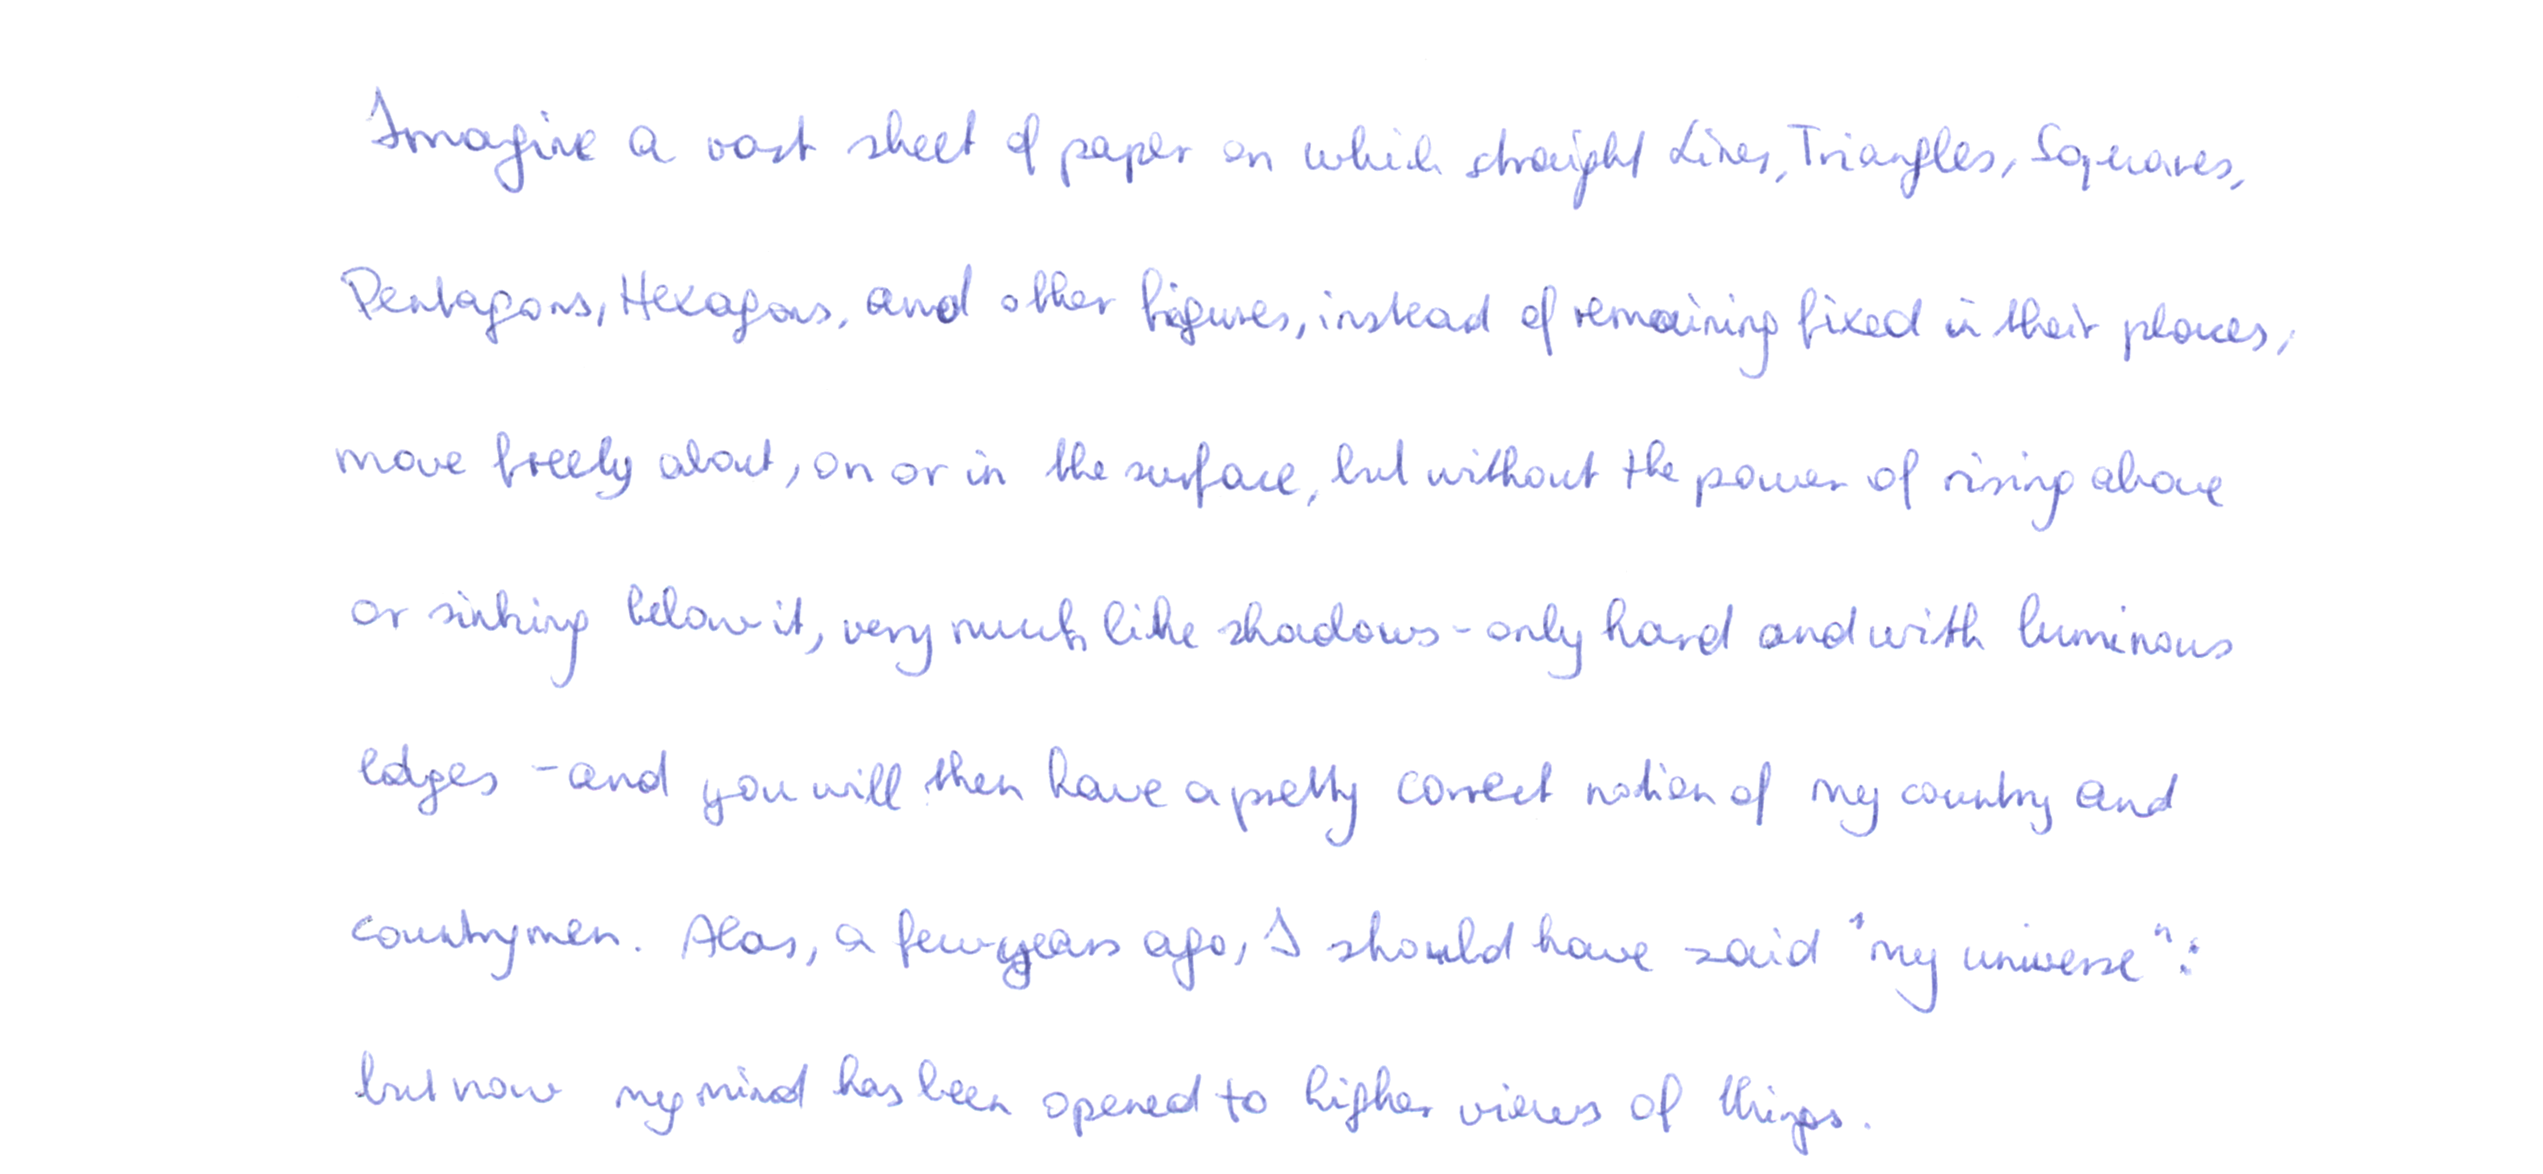 Imagine a vast sheet of paper on which straight Lines, Triangles, Squares,
Pentagons, Hexagons, and other figures, instead of remaining fixed in their places,
move freely about, on or in the surface, but without the power of rising above
or sinking below it, very much like shadows - only hard and with luminous
edges - and you will then have a pretty correct notion of my country and
countrymen. Alas, a few years ago, I should have said "my universe":
but now my mind has been opened to higher views of things.